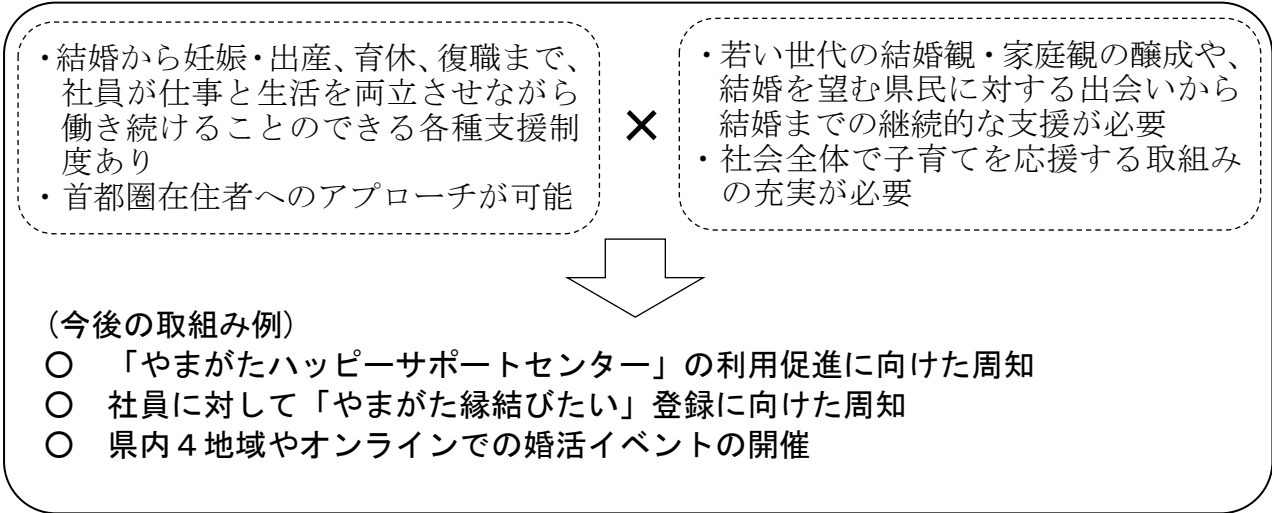 ・結婚から妊娠・出産、育休、復職まで、
社員が仕事と生活を両立させながら
働き続けることのできる各種支援制
度あり
・首都圏在住者へのアプローチが可能
×
・若い世代の結婚観・家庭観の醸成や、
結婚を望む県民に対する出会いから
結婚までの継続的な支援が必要
・社会全体で子育てを応援する取組み
の充実が必要
(今後の取組み例)
○ 「やまがたハッピーサポートセンター」の利用促進に向けた周知
○ 社員に対して「やまがた縁結びたい」登録に向けた周知
○ 県内４地域やオンラインでの婚活イベントの開催